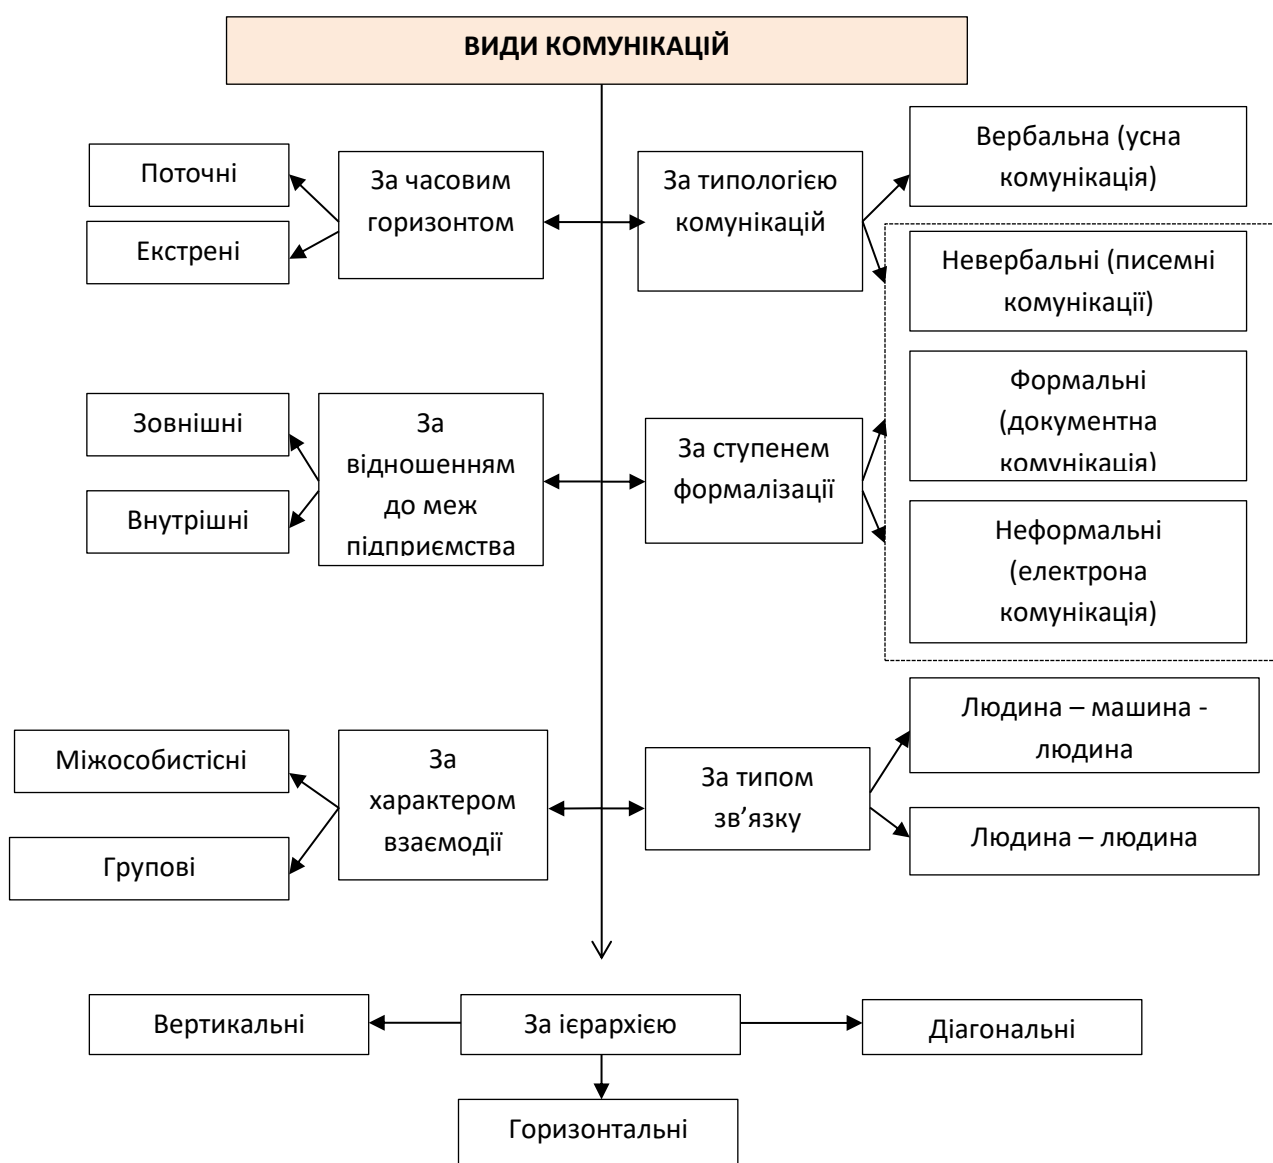 ВИДИ КОМУНІКАЦІЙ
Поточні
Екстрені
За часовим
горизонтом
За типологією
комунікацій
Вербальна (усна
комунікація)
Невербальні (писемні
комунікації)
Зовнішні
Внутрішні
За
відношенням
до меж
підприємства
За ступенем
формалізації
Формальні
(документна
комунікація)
Неформальні
(електрона
комунікація)
Міжособистісні
Групові
За
характером
взаємодії
За типом
зв’язку
Людина – машина -
людина
Людина – людина
Вертикальні
За ієрархією
Діагональні
Горизонтальні